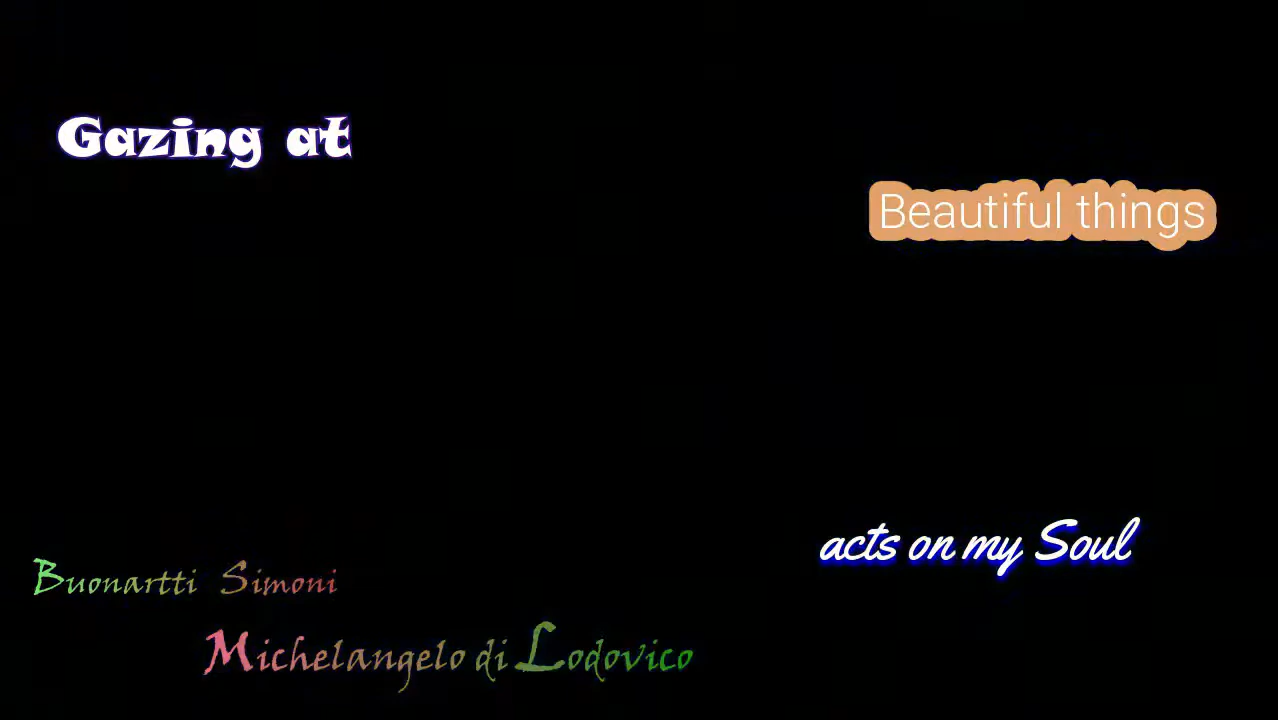 Gazing at
Beautiful things
acts on my Soul
Buonartti Simoni
Michelangelo di Lodovico